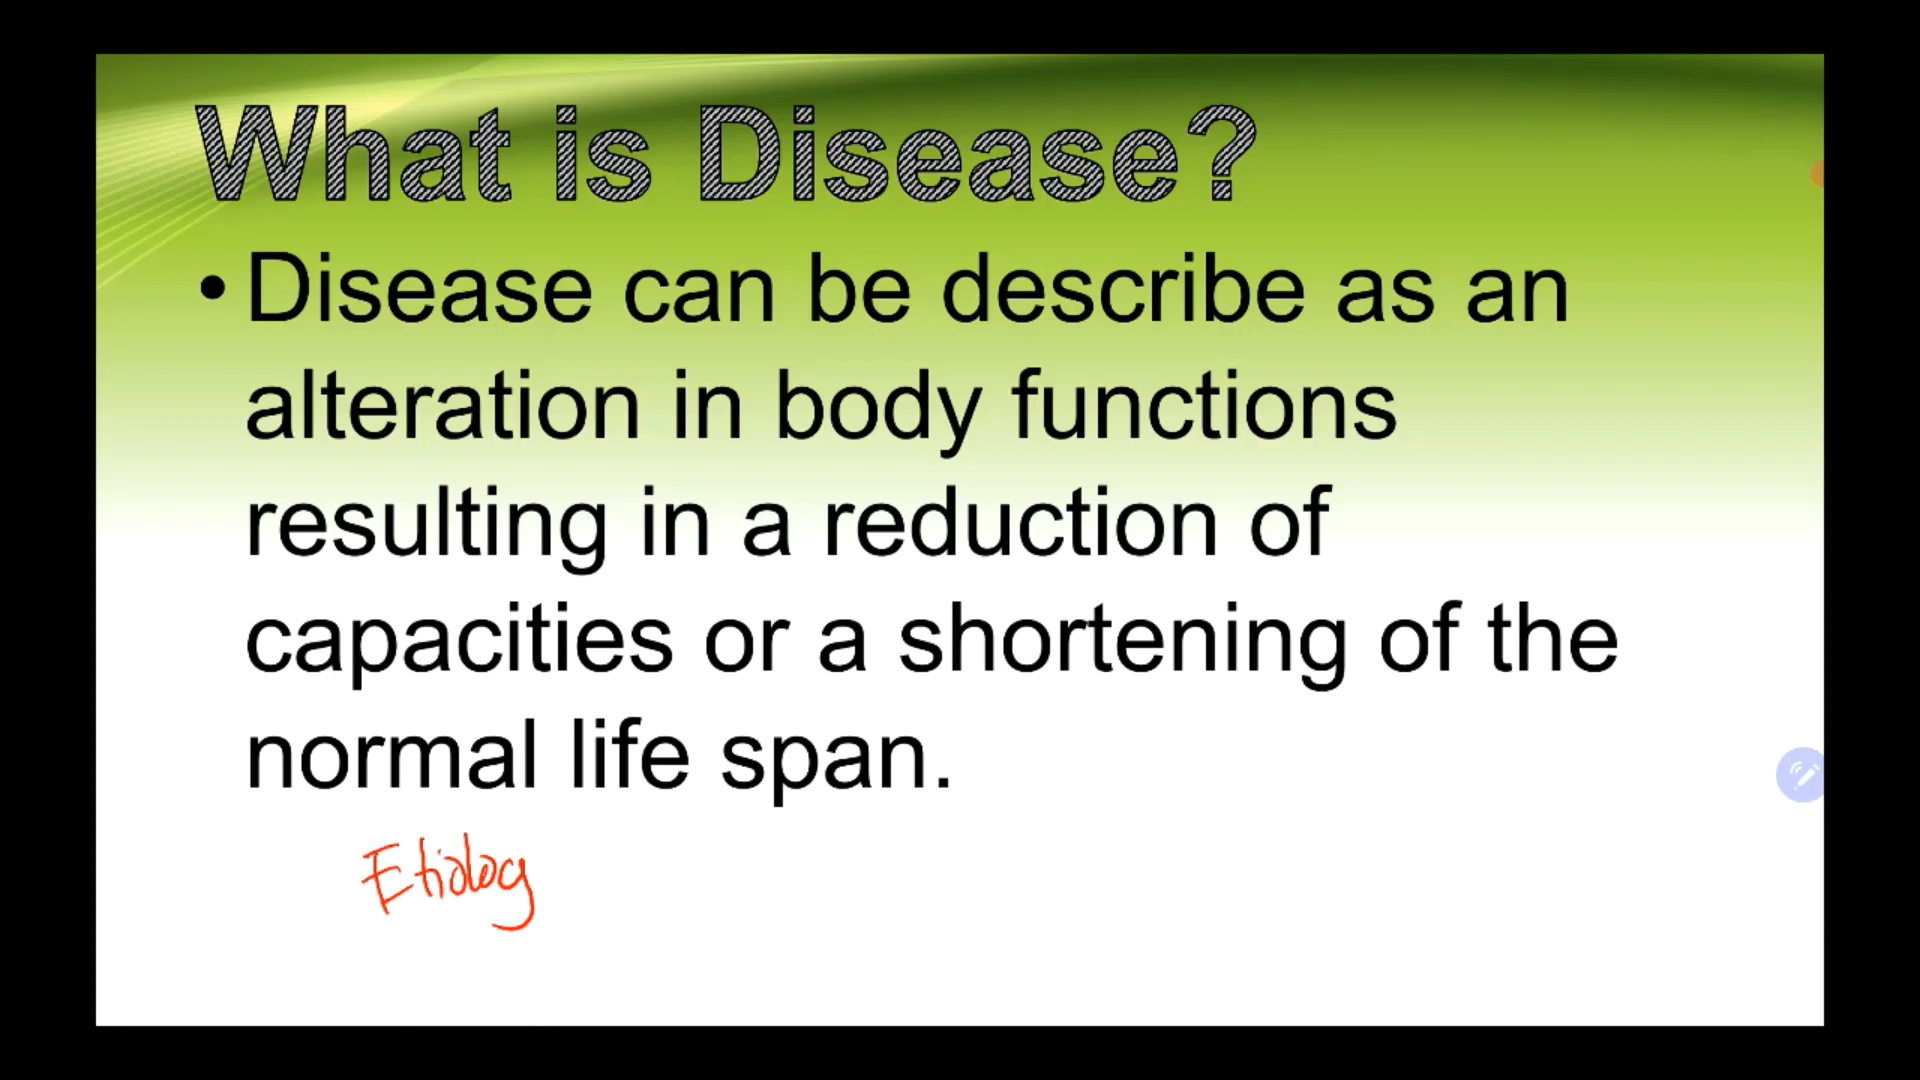 What is Disease?
• Disease can be describe as an
alteration in body functions
resulting in a reduction of
capacities or a shortening of the
normal life span.
Etiolog